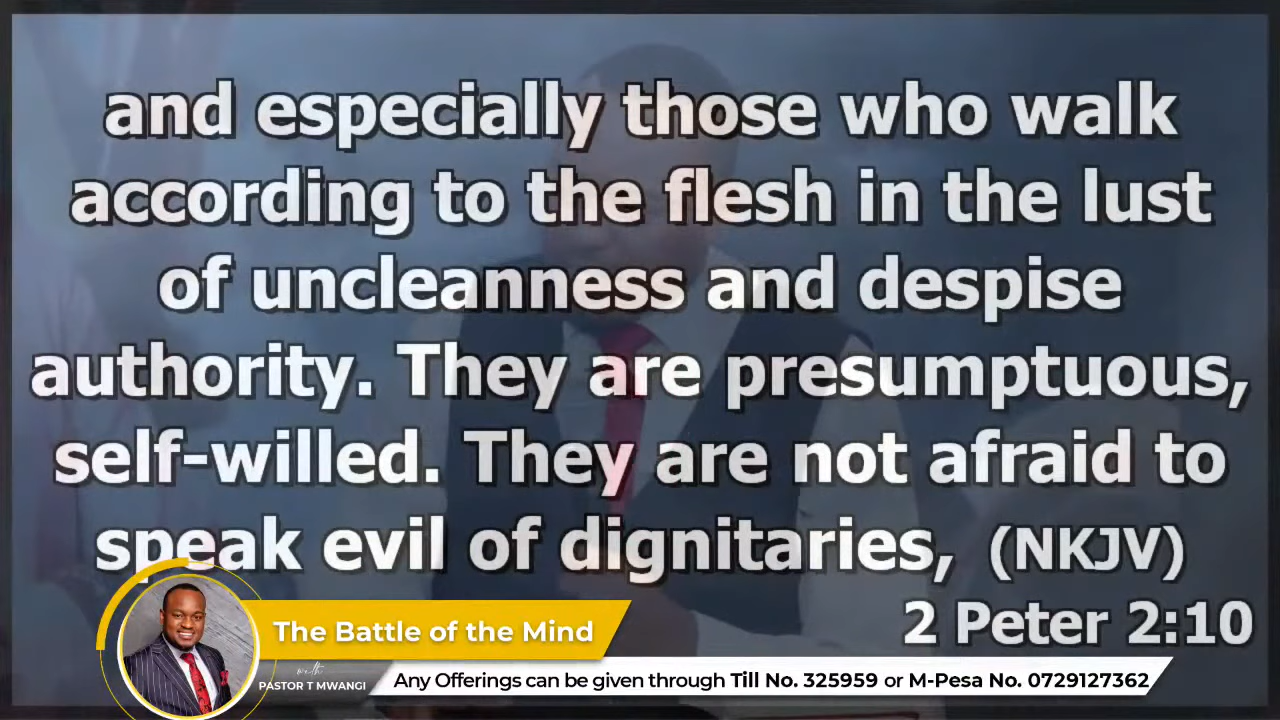 and especially those who walk
according to the flesh in the lust
of uncleanness and despise
authority. They are presumptuous,
self-willed. They are not afraid to
speak evil of dignitaries, (NKJV)
2 Peter 2:10
The Battle of the Mind
with
PASTOR T MWANGI
Any Offerings can be given through Till No. 325959 or M-Pesa No. 0729127362